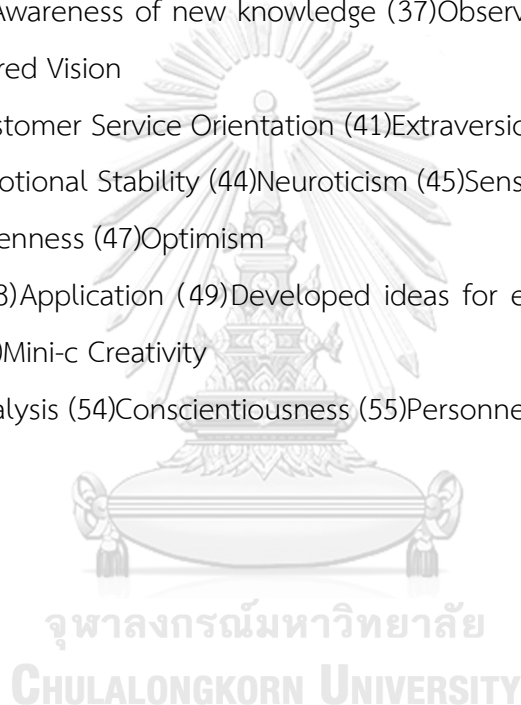 Awareness of new knowledge (37)Observ
red Vision
stomer Service Orientation (41)Extraversio
otional Stability (44)Neuroticism (45)Sens
enness (47)Optimism
8)Application (49)Developed ideas for e
)Mini-c Creativity
alysis (54)Conscientiousness (55)Personne
จุฬาลงกรณ์มหาวิทยาลัย
CHULALONGKORN UNIVERSITY